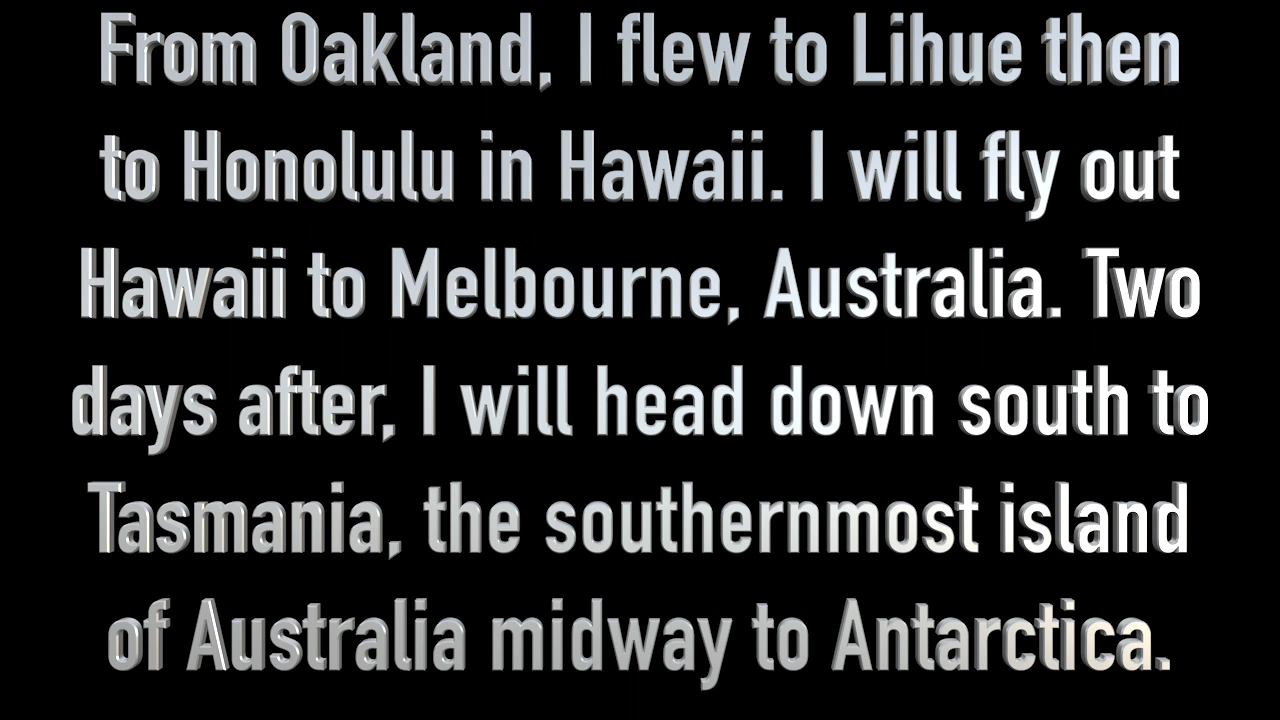 From Oakland, I flew to Lihue then
to Honolulu in Hawaii. I will fly out
Hawaii to Melbourne, Australia. Two
days after, I will head down south to
Tasmania, the southernmost island
of Australia midway to Antarctica.